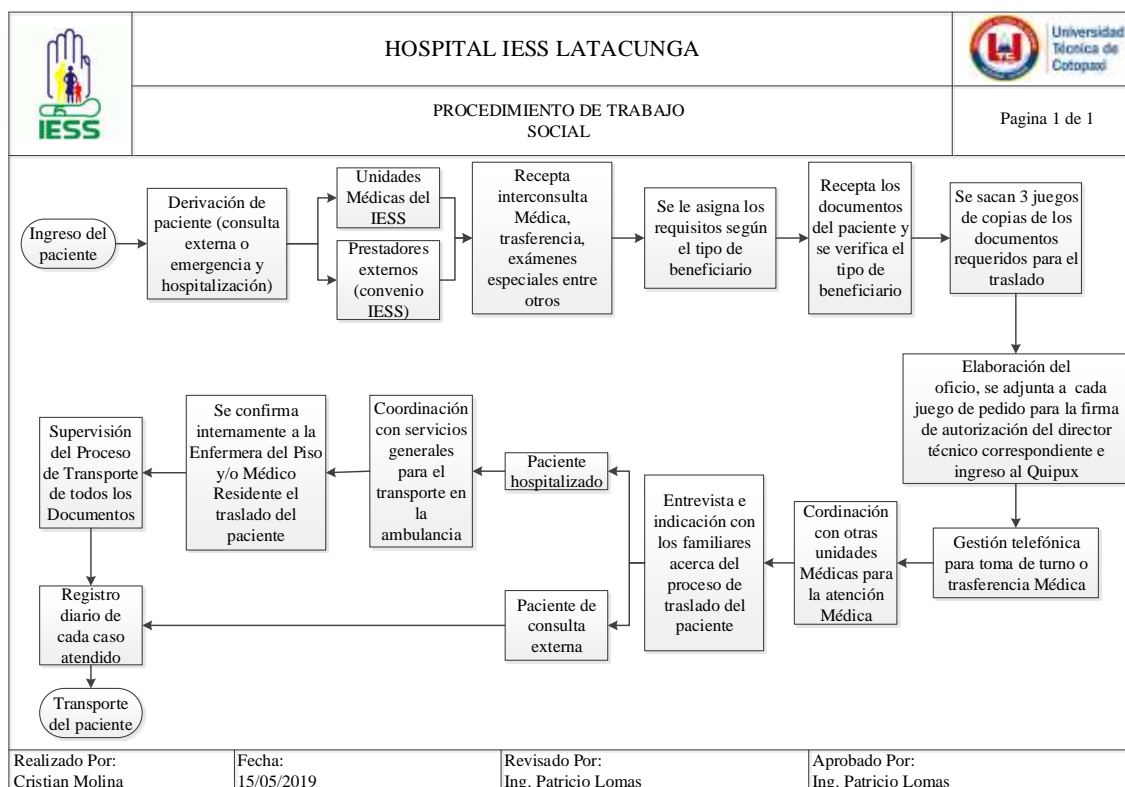 IESS
HOSPITAL IESS LATACUNGA
Universidad
Técnica de
Cotopaxi
PROCEDIMIENTO DE TRABAJO
SOCIAL
Pagina 1 de 1
Ingreso del
paciente
Derivación de
paciente (consulta
externa o
emergencia y
hospitalización)
Unidades
Médicas del
IESS
Prestadores
externos
(convenio
IESS)
Recepta
interconsulta
Médica,
trasferencia,
exámenes
especiales entre
otros
Se le asigna los
requisitos según
el tipo de
beneficiario
Recepta los
documentos
del paciente y
se verifica el
tipo de
beneficiario
Se sacan 3 juegos
de copias de los
documentos
requeridos para el
traslado
Elaboración del
oficio, se adjunta a cada
juego de pedido para la firma
de autorización del director
técnico correspondiente e
ingreso al Quipux
Gestión telefónica
para toma de turno o
trasferencia Médica
Cordinación
con otras
unidades
Médicas para
la atención
Médica
Entrevista e
indicación con
los familiares
acerca del
proceso de
traslado del
paciente
Paciente
hospitalizado
Coordinación
con servicios
generales
para el
transporte en
la
ambulancia
Se confirma
internamente a la
Enfermera del Piso
y/o Médico
Residente el
traslado del
paciente
Supervisión
del Proceso
de Transporte
de todos los
Documentos
Paciente de
consulta
externa
Registro
diario de
cada caso
atendido
Transporte
del paciente
Realizado Por:
Cristian Molina
Fecha:
15/05/2019
Revisado Por:
Ing. Patricio Lomas
Aprobado Por:
Ing. Patricio Lomas